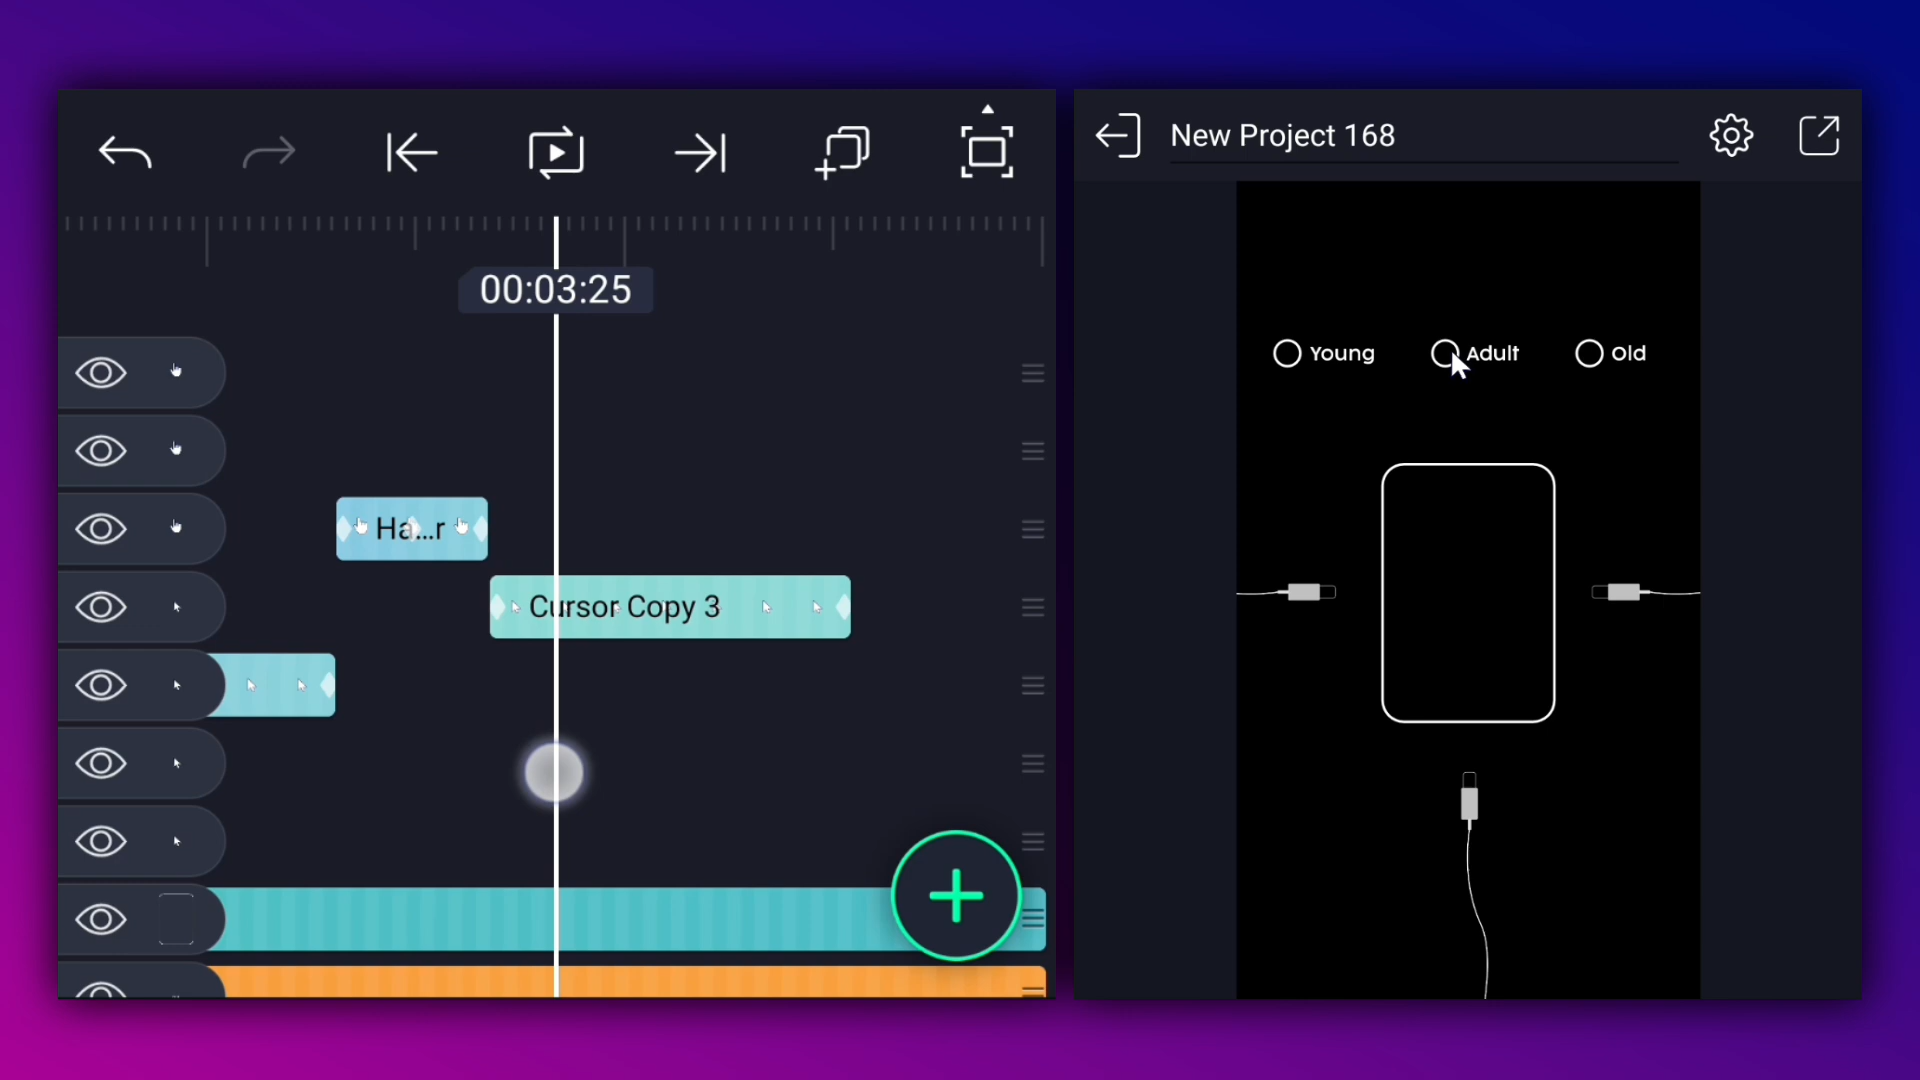 New Project 168
00:03:25
Ha...r
Cursor Copy 3
Young
Adult
Old